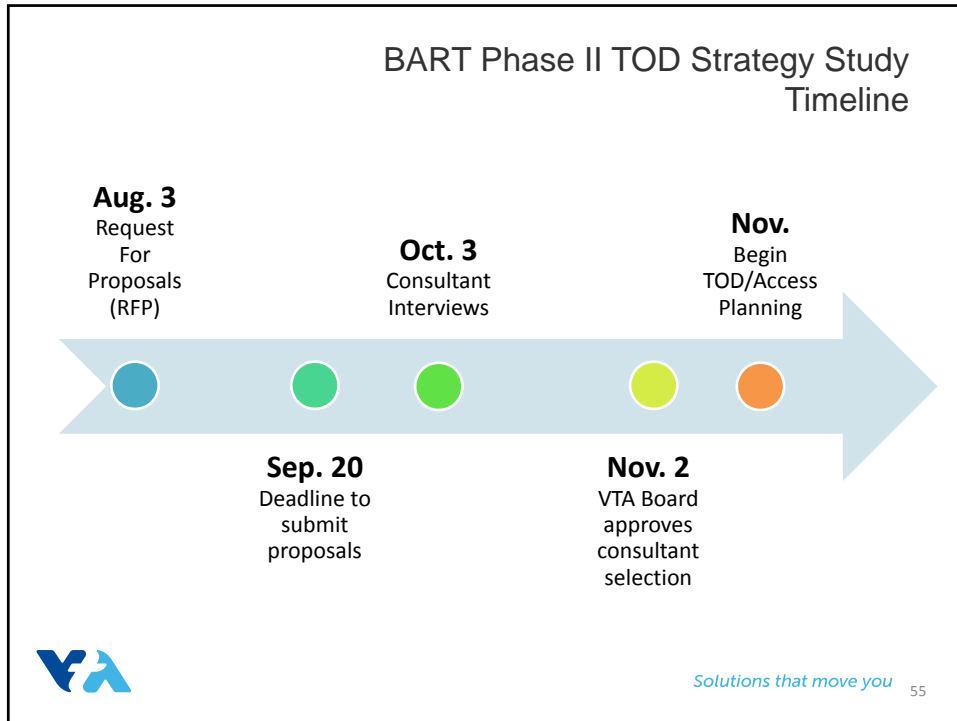 BART Phase II TOD Strategy Study
Timeline
Aug. 3
Request
For
Proposals
(RFP)
Sep. 20
Deadline to
submit
proposals
Oct. 3
Consultant
Interviews
Nov. 2
VTA Board
approves
consultant
selection
Nov.
Begin
TOD/Access
Planning
VTA
Solutions that move you
55